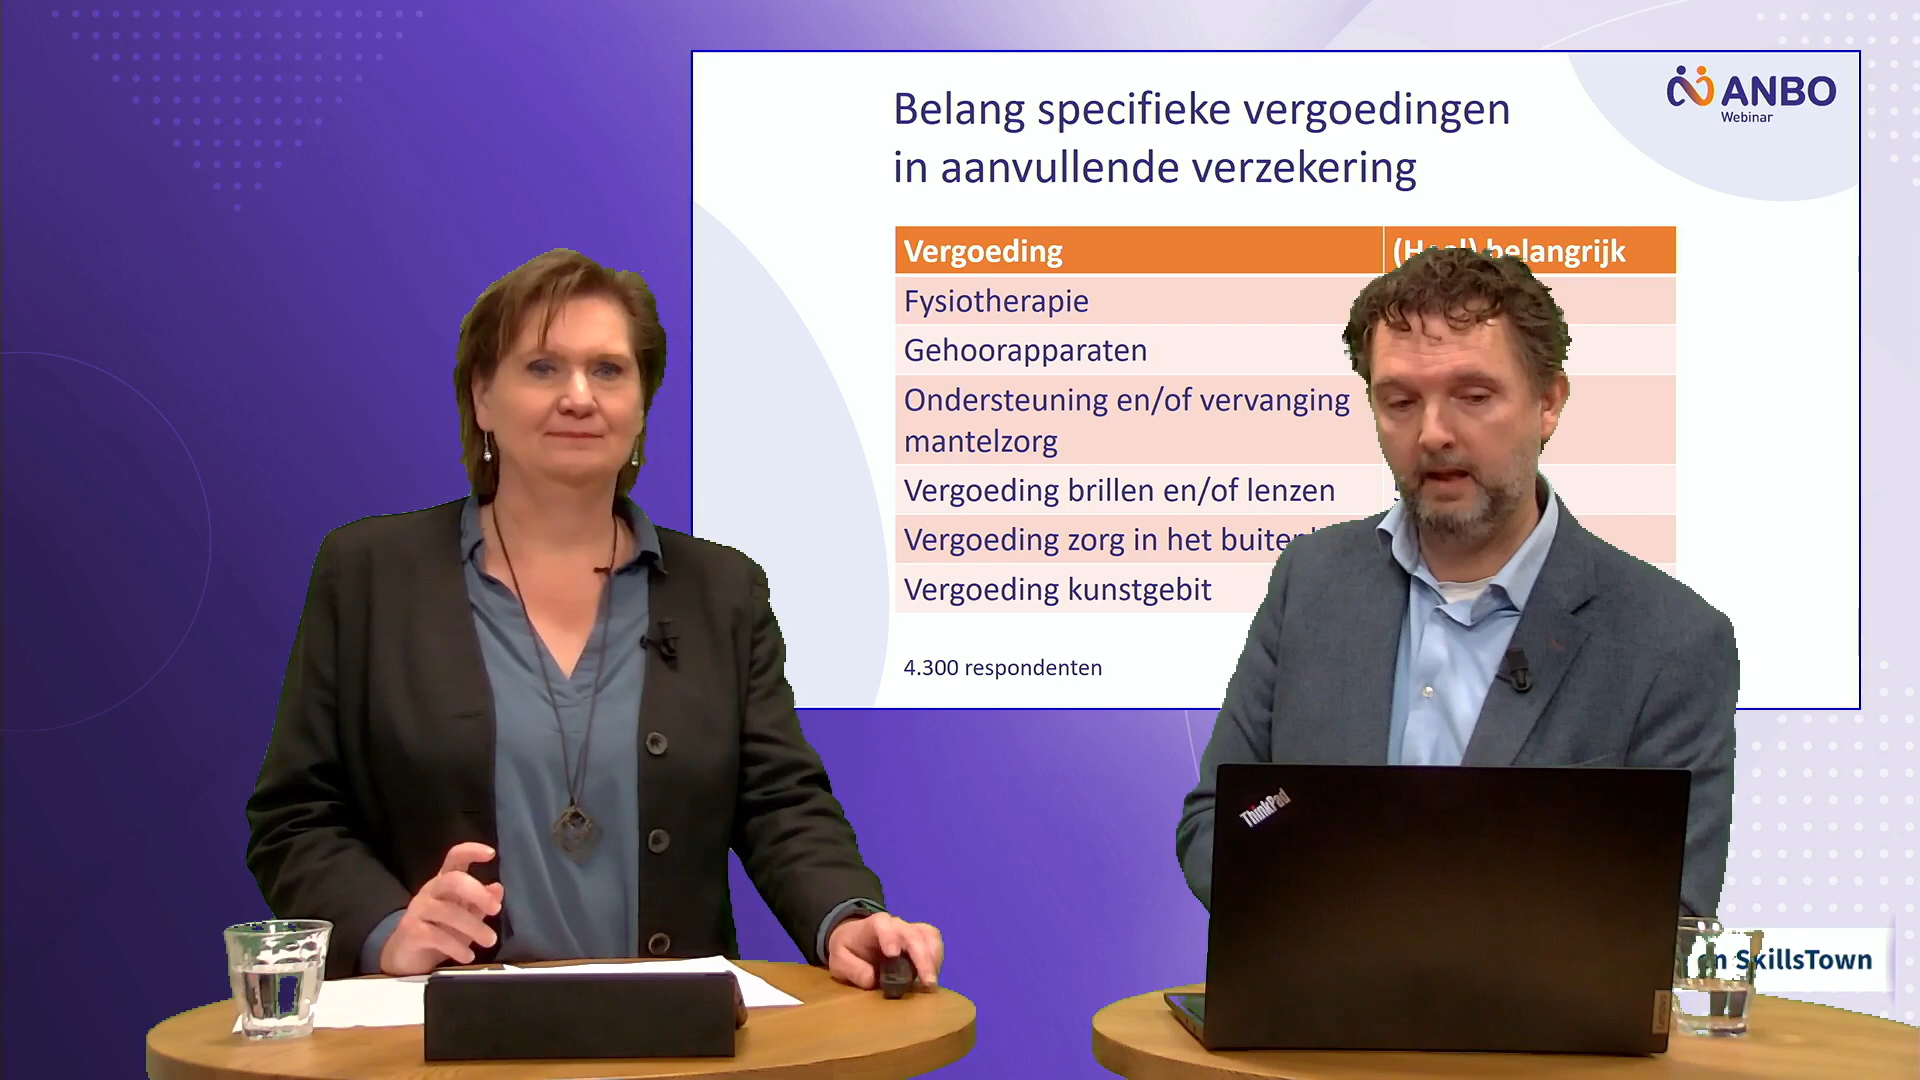 ANBO
Webinar
Belang specifieke vergoedingen
in aanvullende verzekering
Vergoeding
belangrijk
Fysiotherapie
Gehoorapparaten
Ondersteuning en/of vervanging
mantelzorg
Vergoeding brillen en/of lenzen
Vergoeding zorg in het
Vergoeding kunstgebit
4.300 respondenten
ThinkPad
SkillsTown